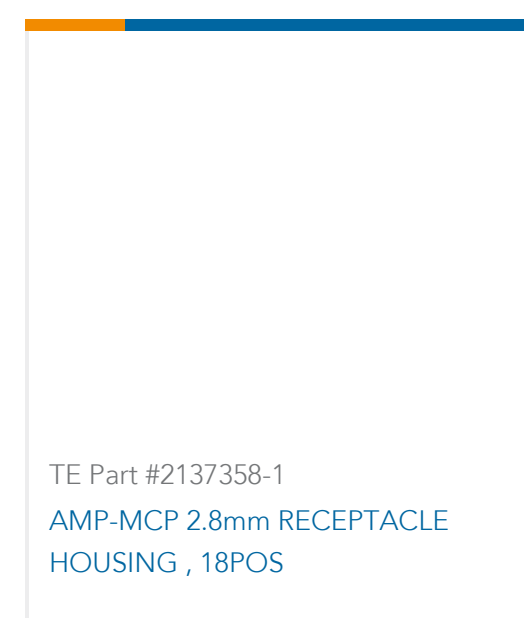 TE Part #2137358-1
AMP-MCP 2.8mm RECEPTACLE
HOUSING , 18POS